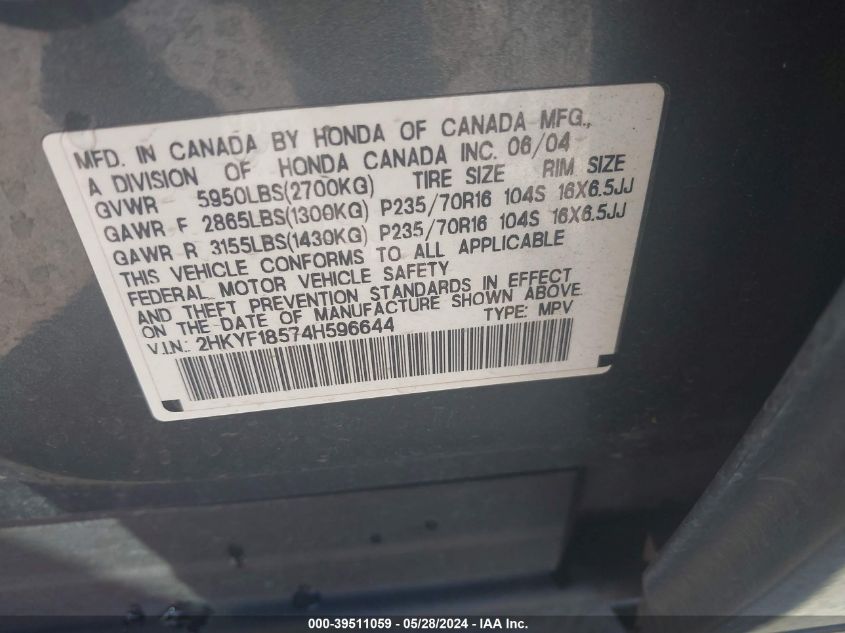 MFD. IN CANADA BY HONDA OF CANADA MFG.,
A DIVISION OF HONDA CANADA INC. 06/04
GVWR 5950LBS(2700KG) TIRE SIZE RIM SIZE
GAWR F 2865LBS(1300KG) P235/70R16 104S 16X6.5JJ
GAWR R 3155LBS(1430KG) P235/70R16 104S 16X6.5JJ
THIS VEHICLE CONFORMS TO ALL APPLICABLE
FEDERAL MOTOR VEHICLE SAFETY
AND THEFT PREVENTION STANDARDS IN EFFECT
ON THE DATE OF MANUFACTURE SHOWN ABOVE
V.I.N.: 2HKYF18574H596644 TYPE: MPV
000-39511059 - 05/28/2024 - IAA Inc.